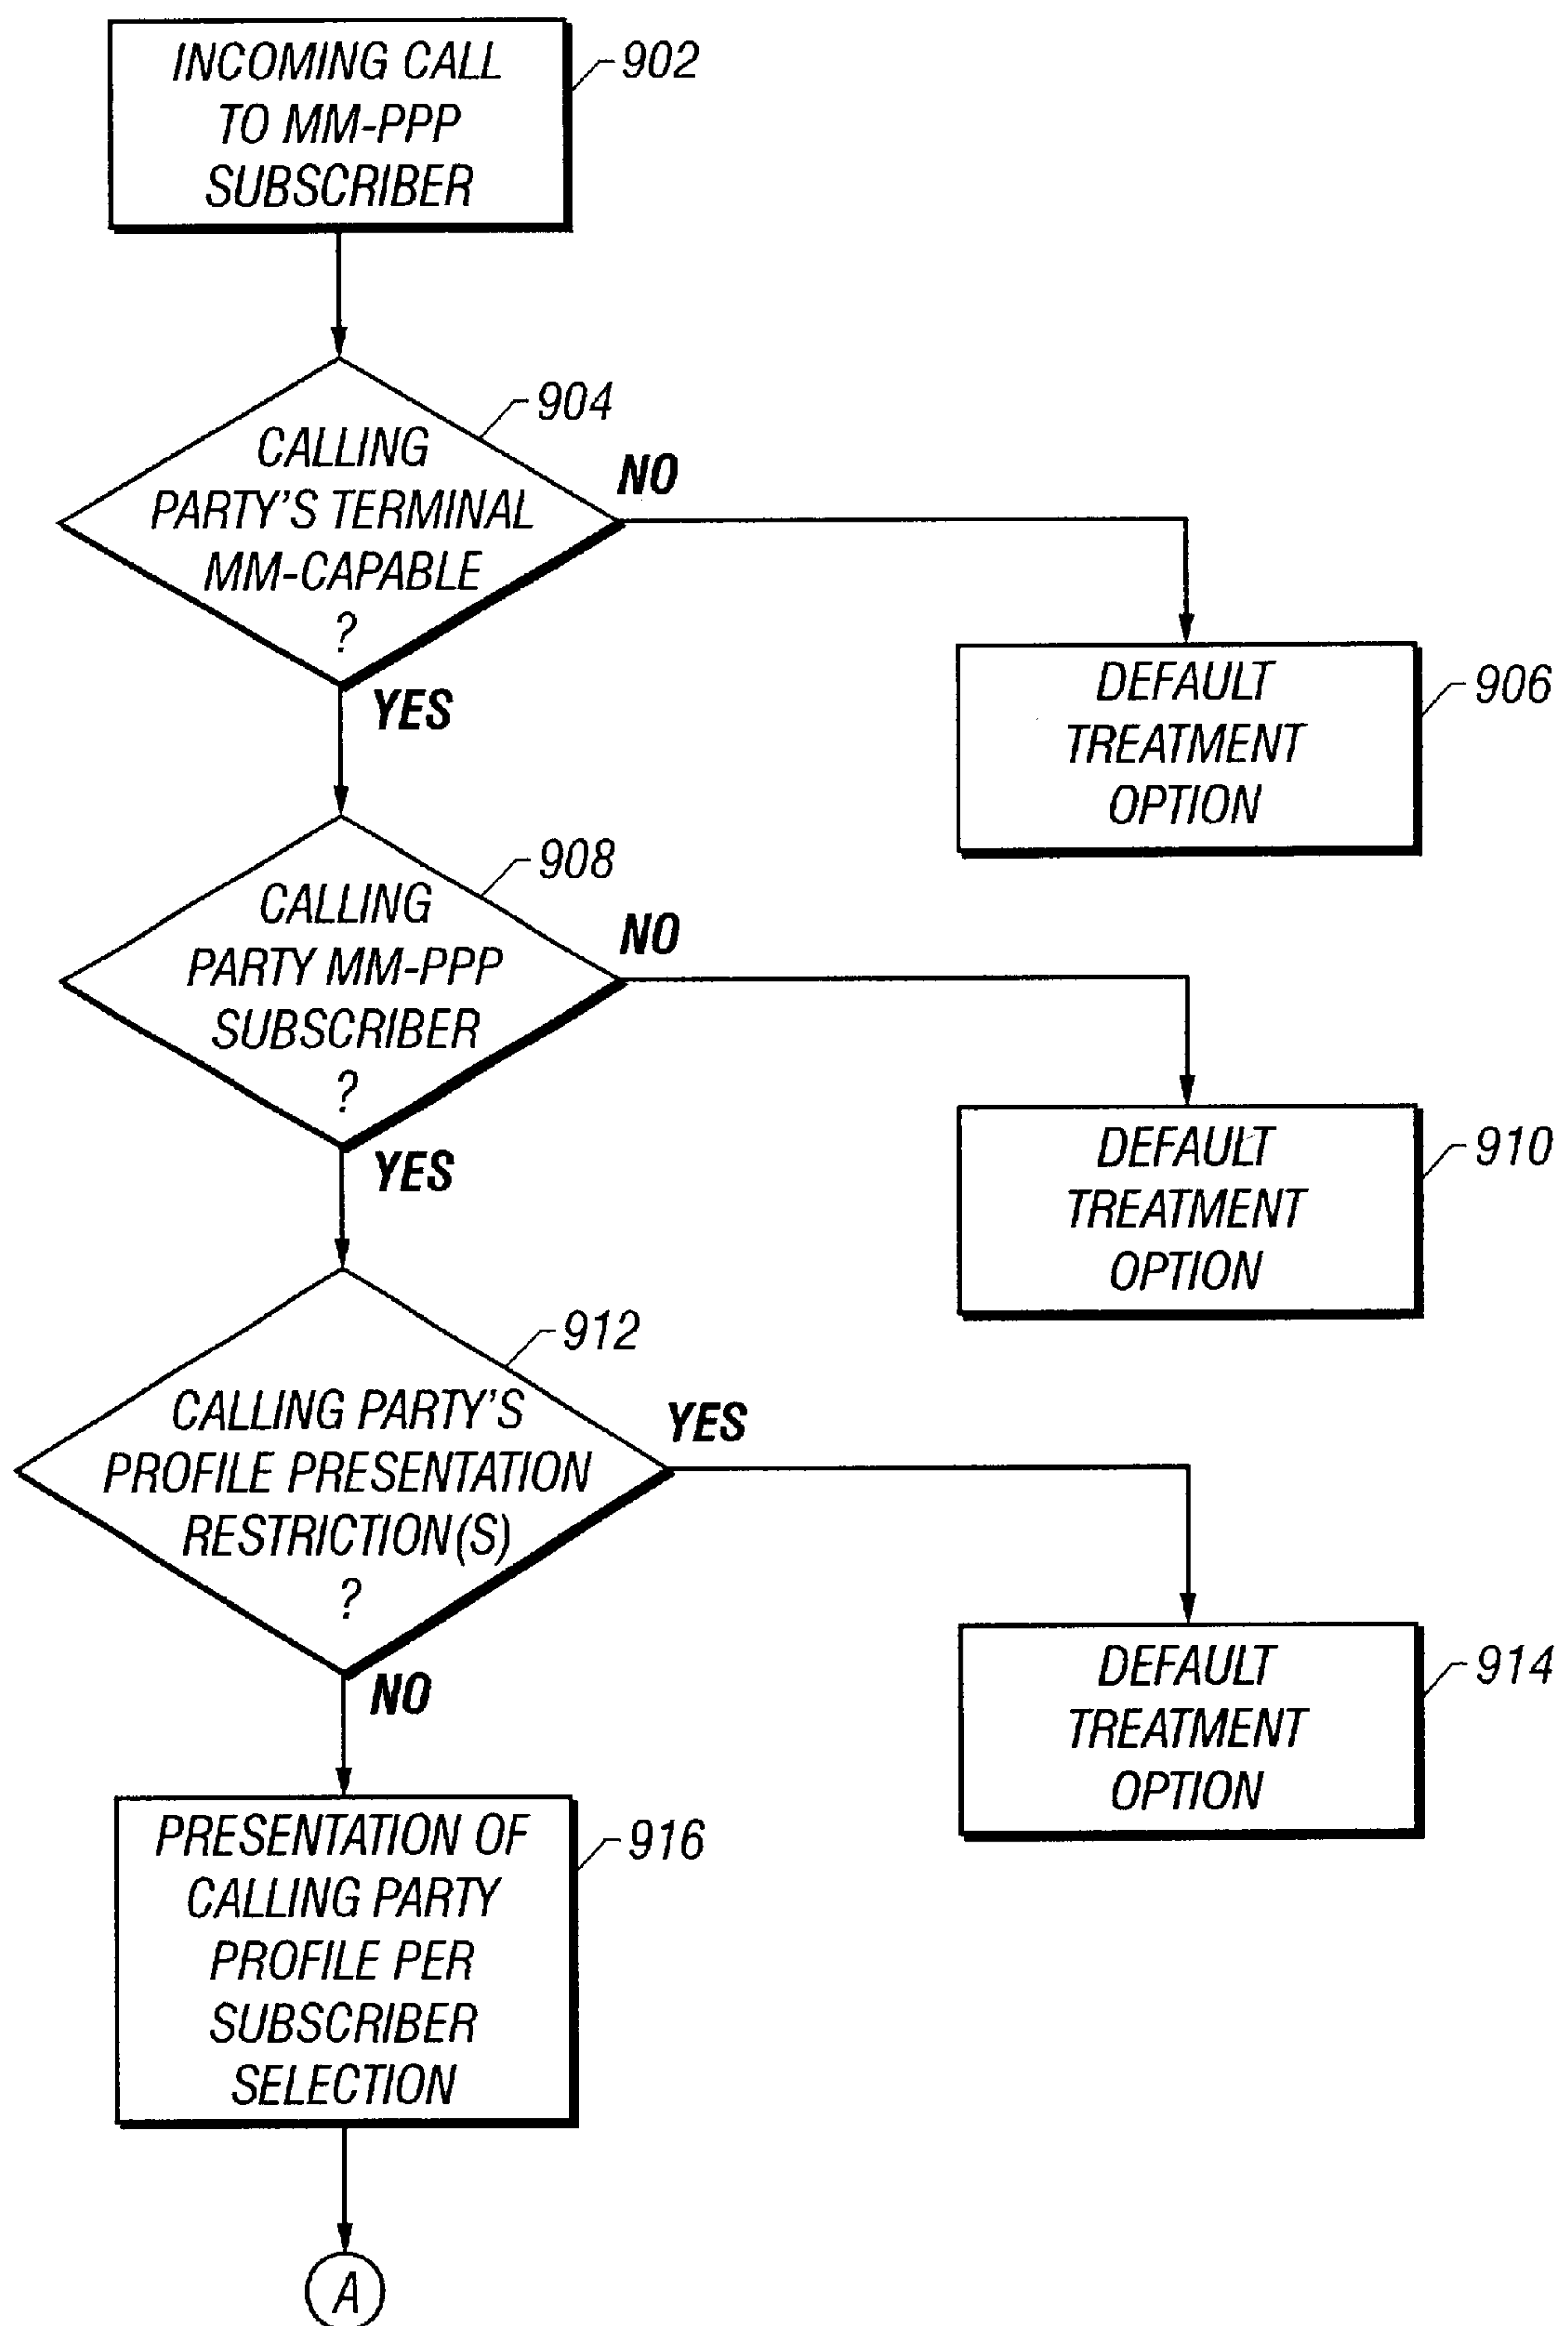 INCOMING CALL
TO MM-PPP
SUBSCRIBER
902
904
CALLING
PARTY'S TERMINAL
MM-CAPABLE
?
NO
YES
DEFAULT
TREATMENT
OPTION
906
908
CALLING
PARTY MM-PPP
SUBSCRIBER
?
NO
YES
DEFAULT
TREATMENT
OPTION
910
912
CALLING PARTY'S
PROFILE PRESENTATION
RESTRICTION(S)
?
YES
NO
DEFAULT
TREATMENT
OPTION
914
PRESENTATION OF
CALLING PARTY
PROFILE PER
SUBSCRIBER
SELECTION
916
A